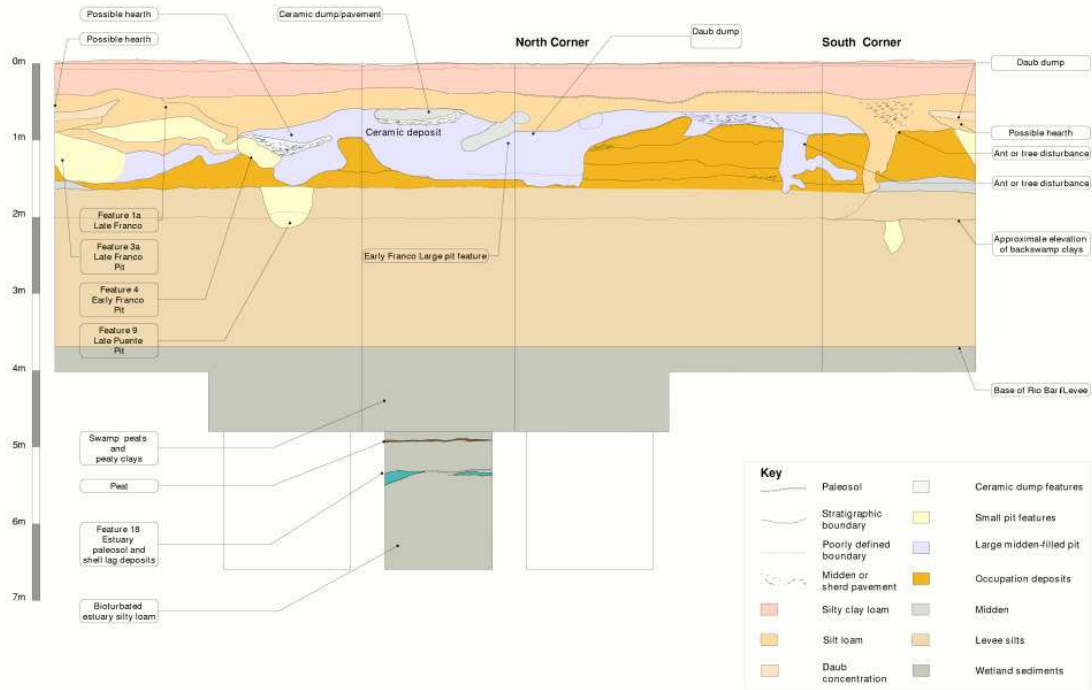 Possible hearth
Ceramic dump/pavement
Daub dump
Possible hearth
North Corner
South Corner
0m
Daub dump
1m
Ceramic deposit
Possible hearth
Ant or tree disturbance
Ant or tree disturbance
2m
Feature 1a
Late Franco
Approximate elevation
of backswamp clays
Feature 3a
Late Franco
Pit
Early Franco Large pit feature
3m
Feature 4
Early Franco
Pit
Feature 9
Late Puente
Pit
4m
Base of Rio Bar/Levee
Swamp peats
and
peaty clays
5m
Peat
6m
Feature 18
Estuary
paleosol and
shell lag deposits
7m
Bioturbated
estuary silty loam
Key
Paleosol
Ceramic dump features
Stratigraphic
boundary
Small pit features
Poorly defined
boundary
Large midden-filled pit
Midden or
sherd pavement
Occupation deposits
Silty clay loam
Midden
Silt loam
Levee silts
Daub
concentration
Wetland sediments